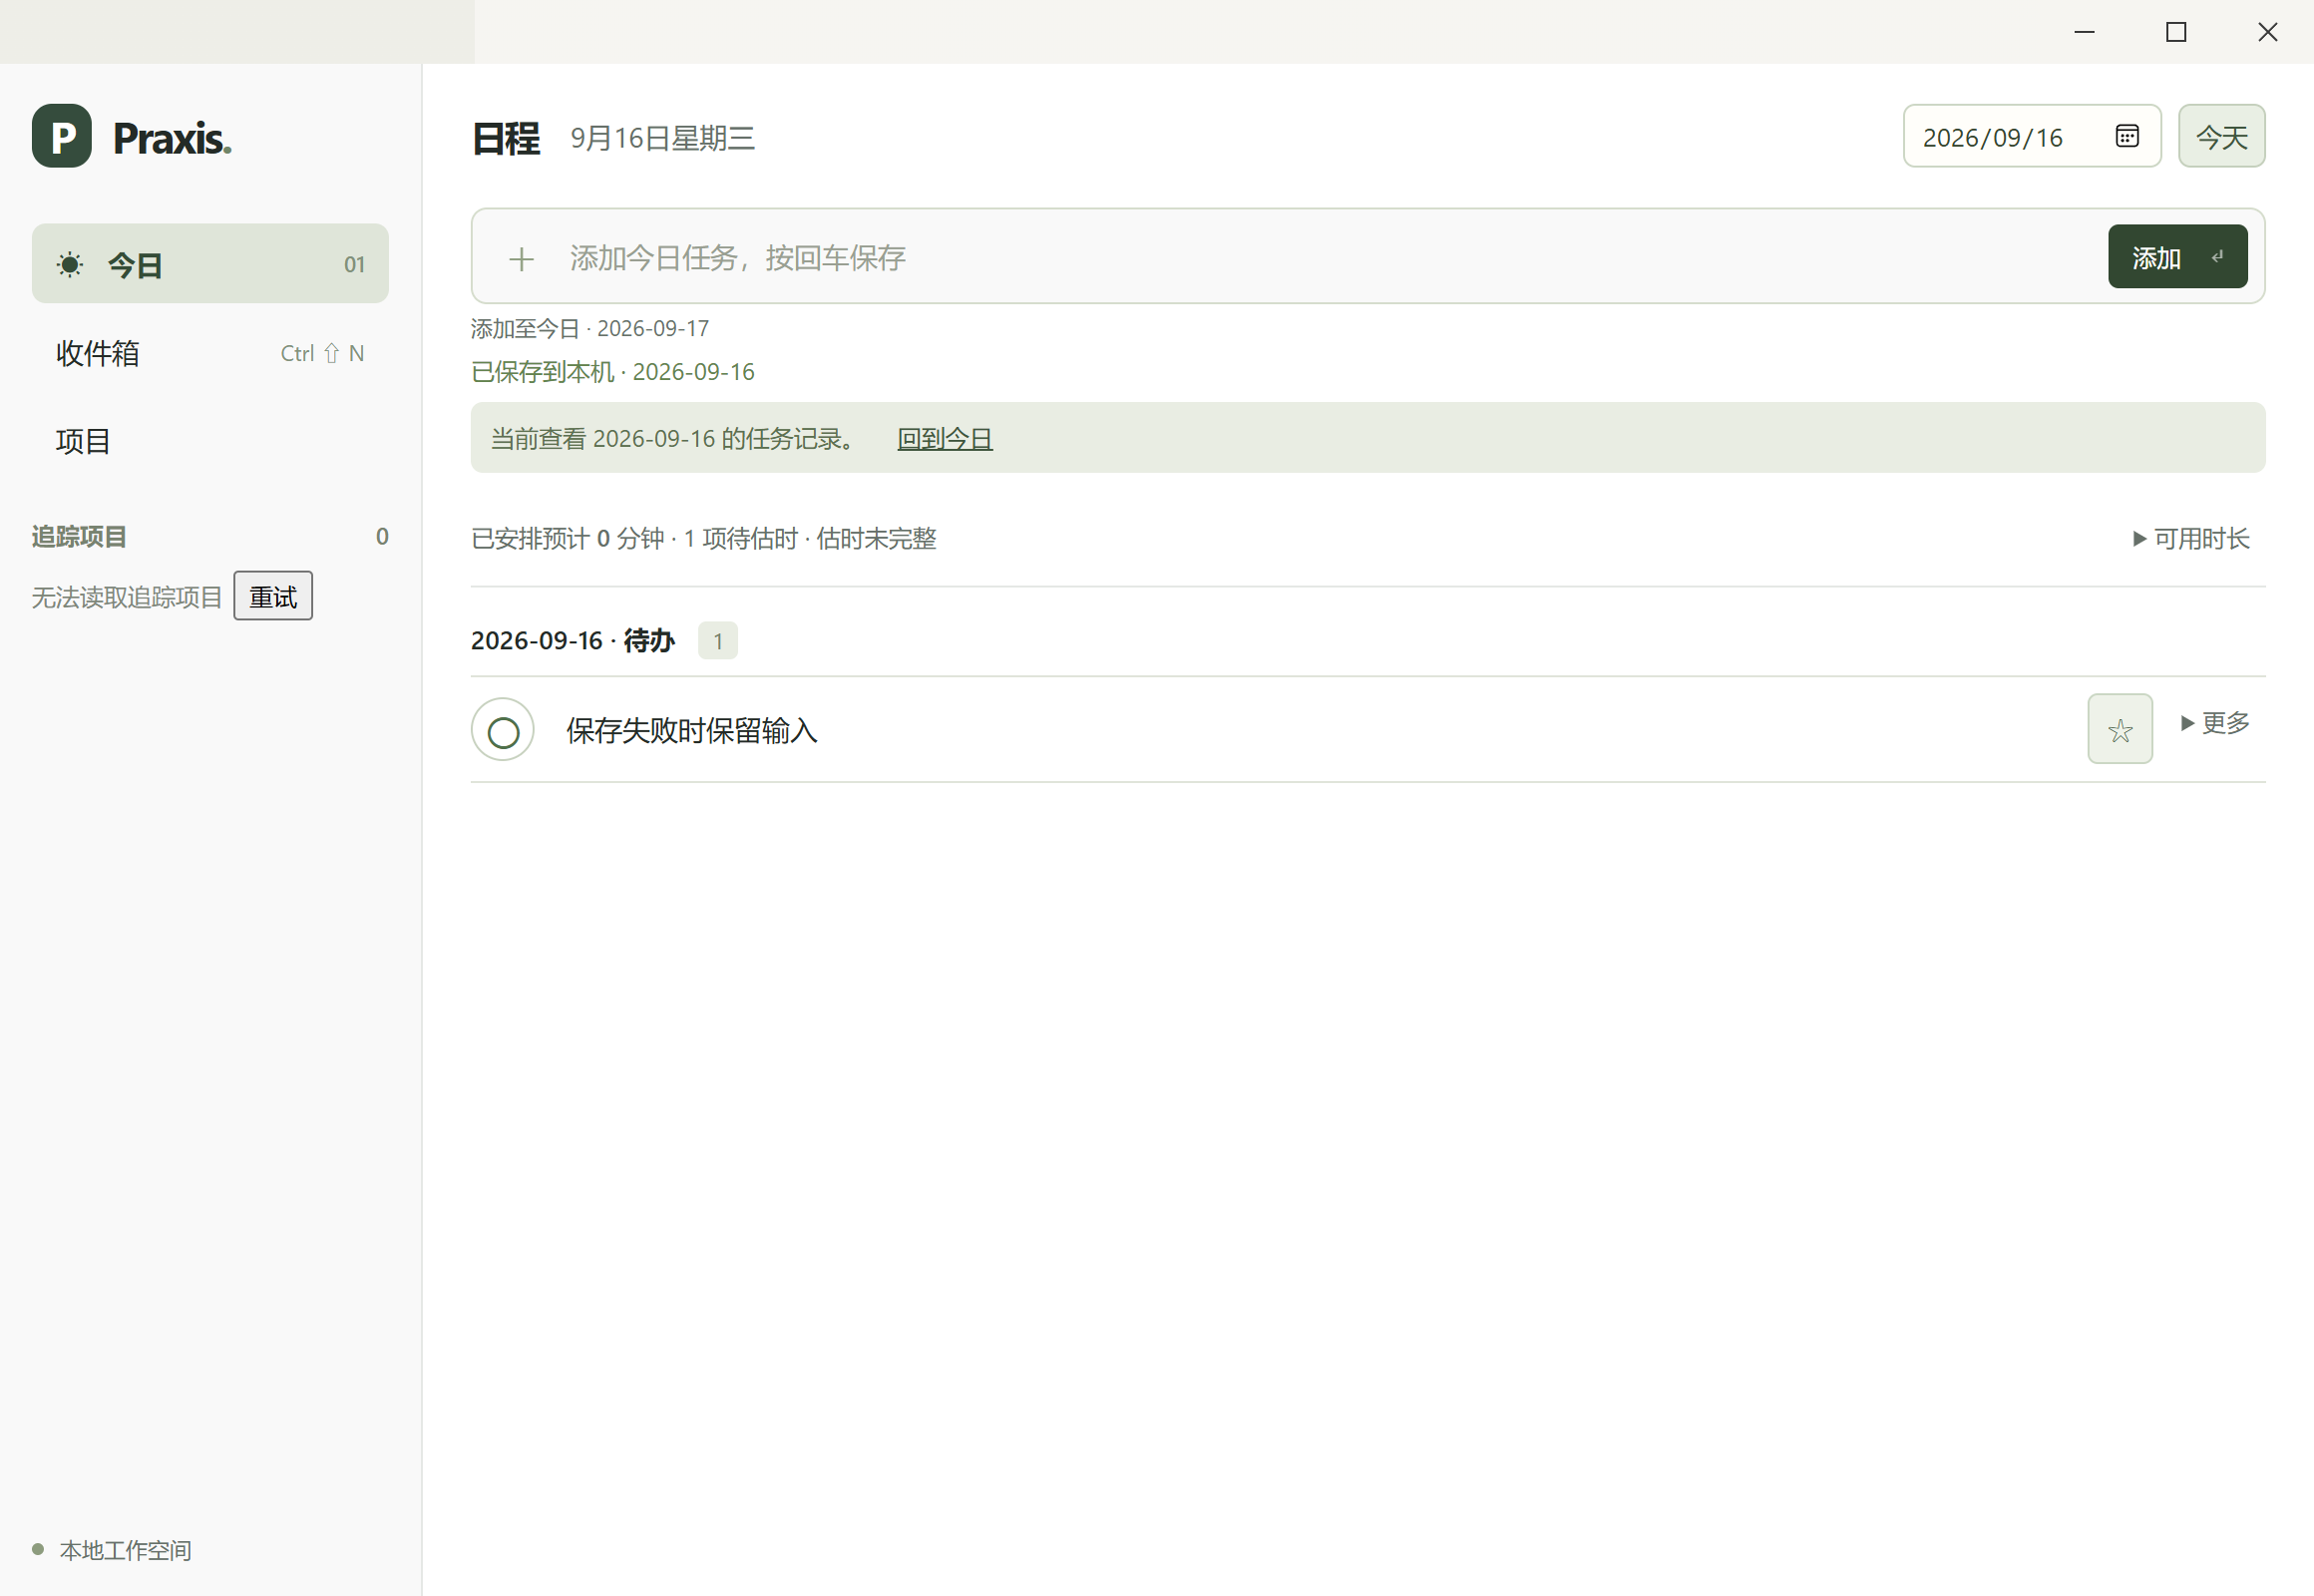 P Praxis.
今日 01
收件箱 Ctrl ⇧ N
项目
追踪项目 0
无法读取追踪项目 重试
本地工作空间
日程 9月16日星期三 2026/09/16 今天
＋ 添加今日任务，按回车保存 添加 ↵
添加至今日 · 2026-09-17
已保存到本机 · 2026-09-16
当前查看 2026-09-16 的任务记录。 回到今日
已安排预计 0 分钟 · 1 项待估时 · 估时未完整 ▶ 可用时长
2026-09-16 · 待办 1
保存失败时保留输入 ☆ ▶ 更多